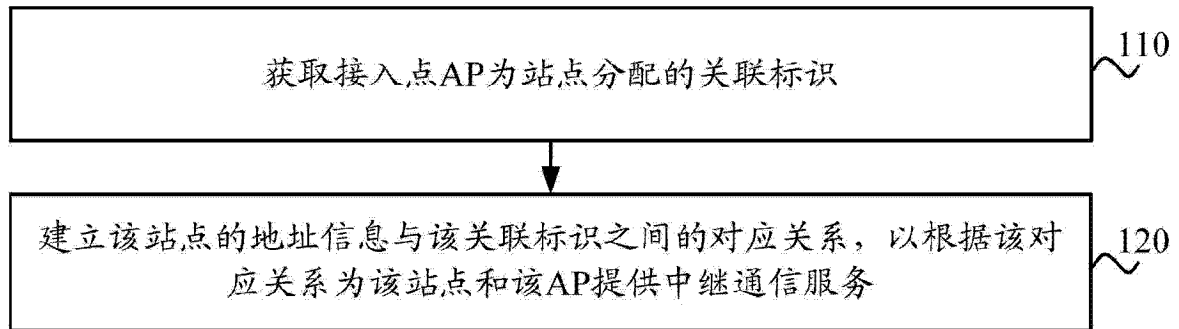 获取接入点AP为站点分配的关联标识
110
建立该站点的地址信息与该关联标识之间的对应关系，以根据该对
应关系为该站点和该AP提供中继通信服务
120